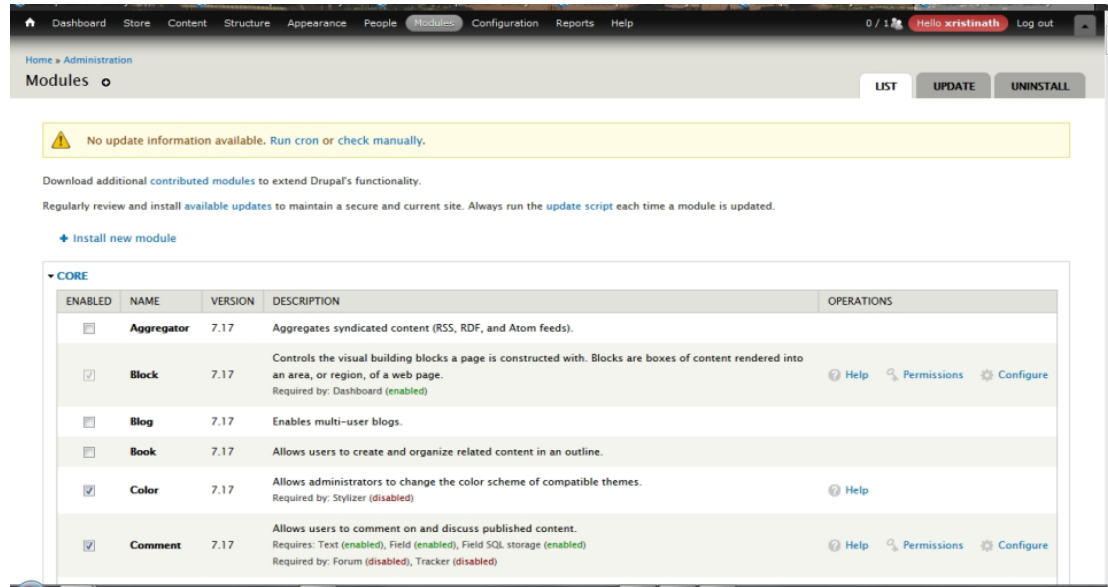 Dashboard Store Content Structure Appearance People Modules Configuration Reports Help 0 / 1 Hello xristinath Log out
Home » Administration
Modules
LIST UPDATE UNINSTALL
No update information available. Run cron or check manually.
Download additional contributed modules to extend Drupal's functionality.
Regularly review and install available updates to maintain a secure and current site. Always run the update script each time a module is updated.
+ Install new module
CORE
ENABLED NAME VERSION DESCRIPTION OPERATIONS
Aggregator 7.17 Aggregates syndicated content (RSS, RDF, and Atom feeds).
Controls the visual building blocks a page is constructed with. Blocks are boxes of content rendered into
Block 7.17 an area, or region, of a web page. Help Permissions Configure
Required by: Dashboard (enabled)
Blog 7.17 Enables multi-user blogs.
Book 7.17 Allows users to create and organize related content in an outline.
Color 7.17 Allows administrators to change the color scheme of compatible themes. Help
Required by: Stylizer (disabled)
Allows users to comment on and discuss published content.
Comment 7.17 Requires: Text (enabled), Field (enabled), Field SQL storage (enabled) Help Permissions Configure
Required by: Forum (disabled), Tracker (disabled)